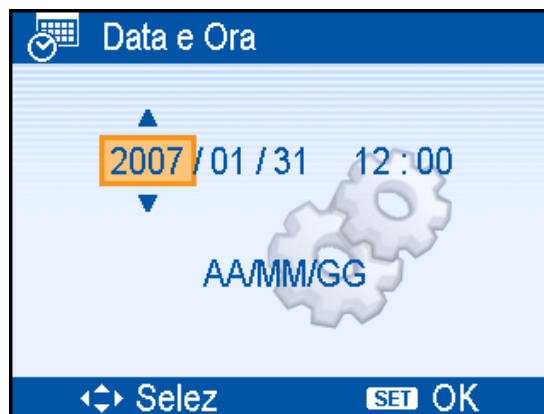 Data e Ora
2007 / 01 / 31 12 : 00
AA/MM/GG
Selez SET OK